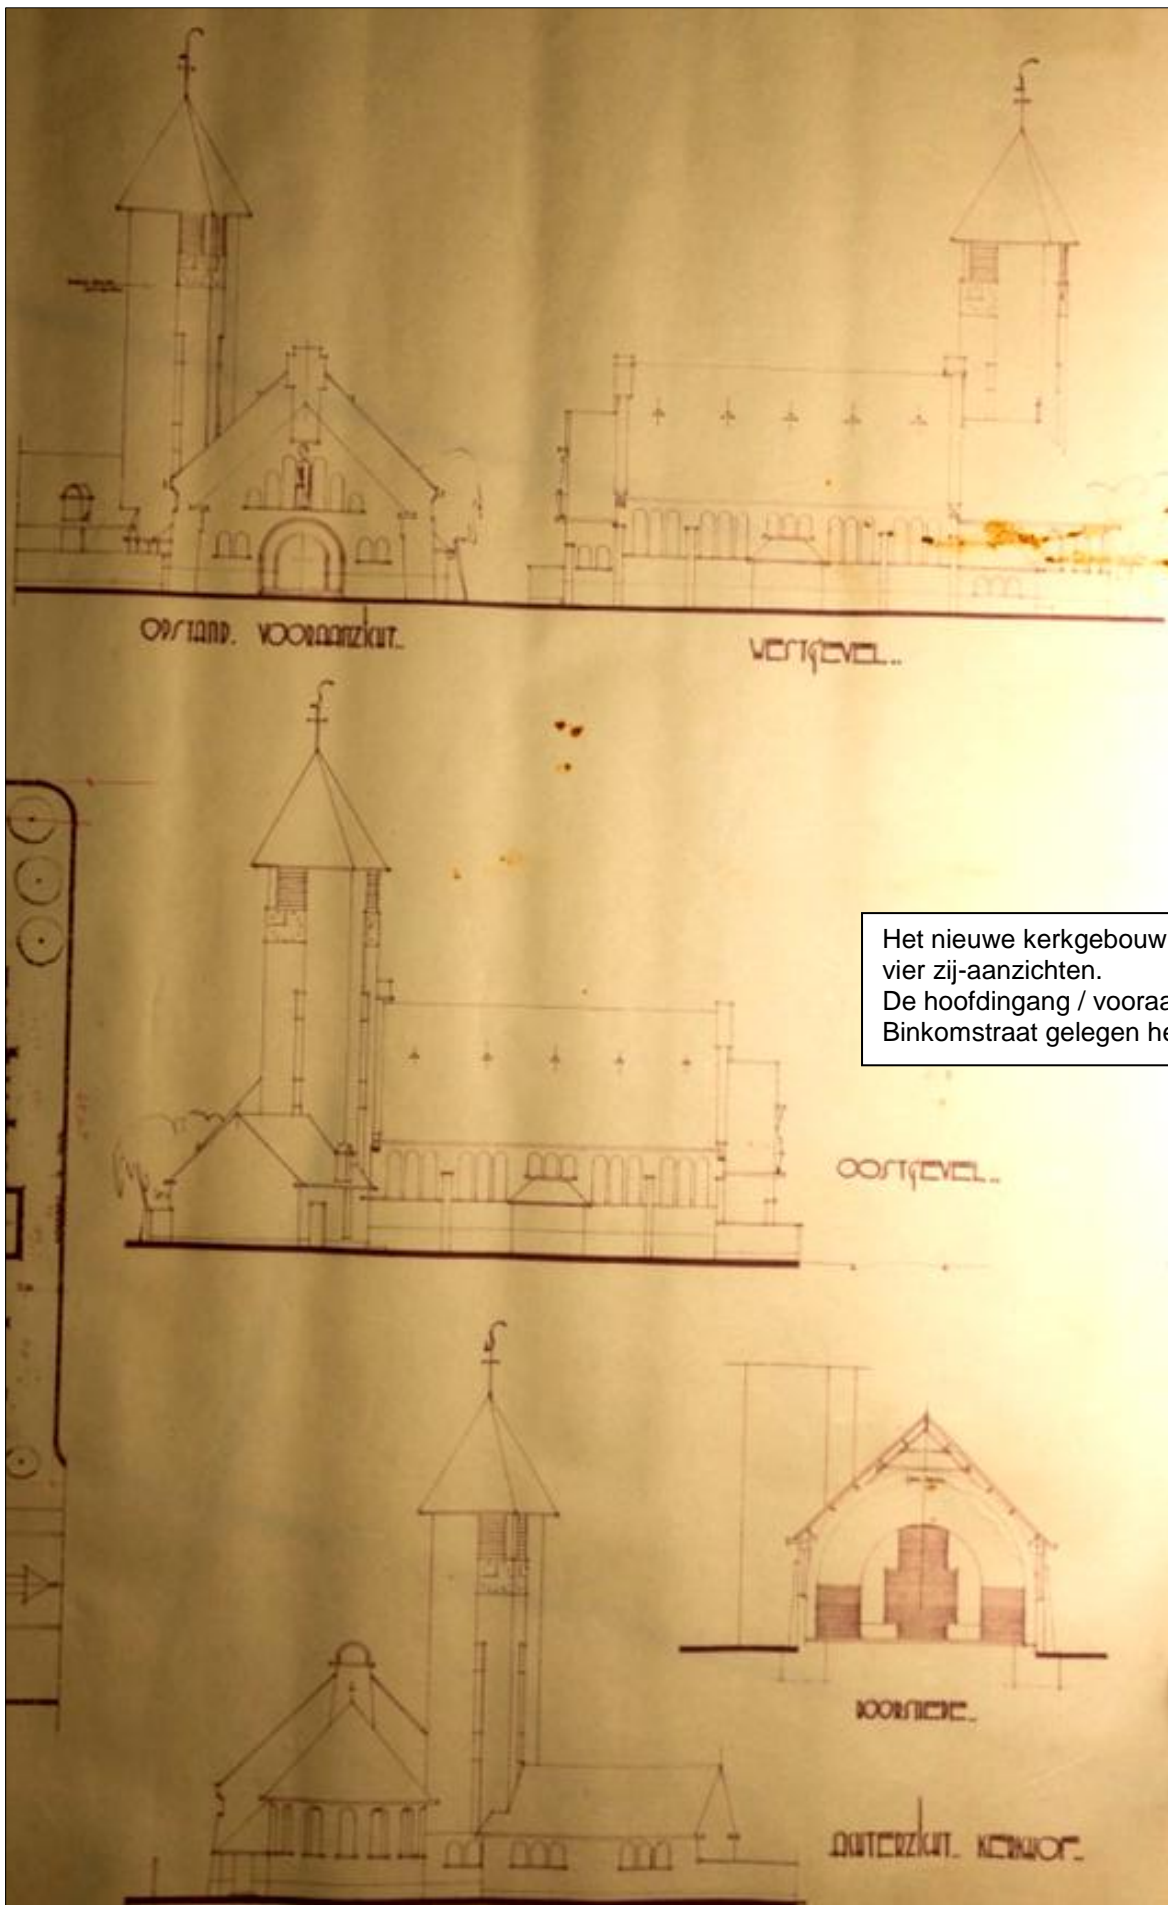 OPSTAND. VOORAANZICHT.
WESTGEVEL..
Het nieuwe kerkgebouw
vier zij-aanzichten.
De hoofdingang / vooraa
Binkomstraat gelegen he
OOSTGEVEL..
DOORSNEDE..
ACHTERZICHT. KERKHOF..